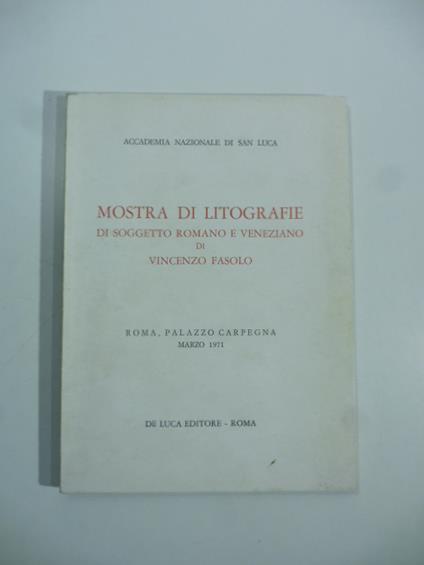 ACCADEMIA NAZIONALE DI SAN LUCA
MOSTRA DI LITOGRAFIE
DI SOGGETTO ROMANO E VENEZIANO
DI
VINCENZO FASOLO
ROMA, PALAZZO CARPEGNA
MARZO 1971
DE LUCA EDITORE - ROMA